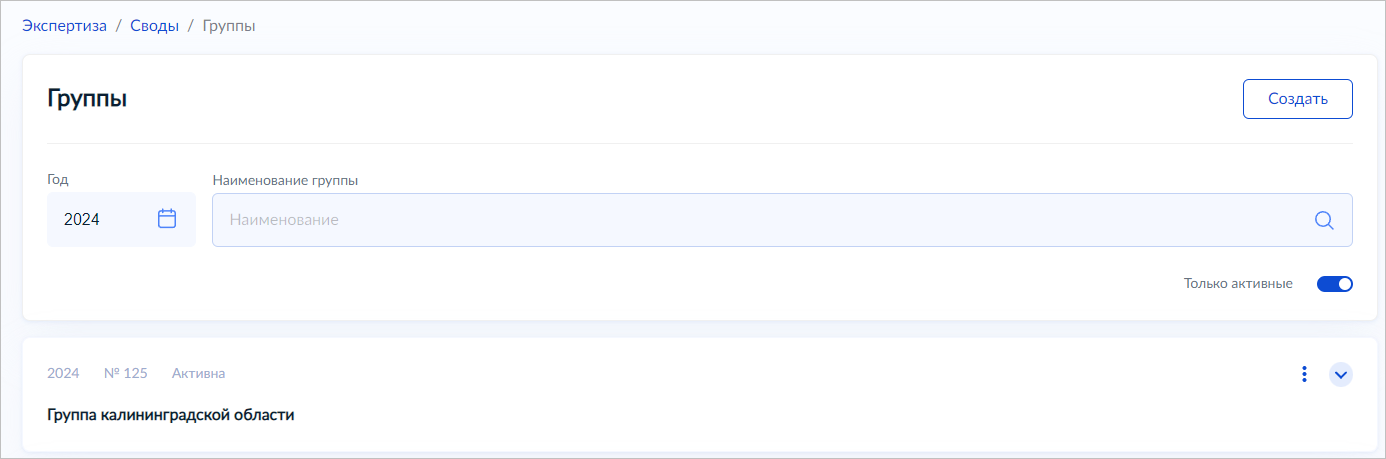 Экспертиза / Своды / Группы
Группы
Создать
Год
Наименование группы
2024
Наименование
Только активные
2024 № 125 Активна
Группа калининградской области